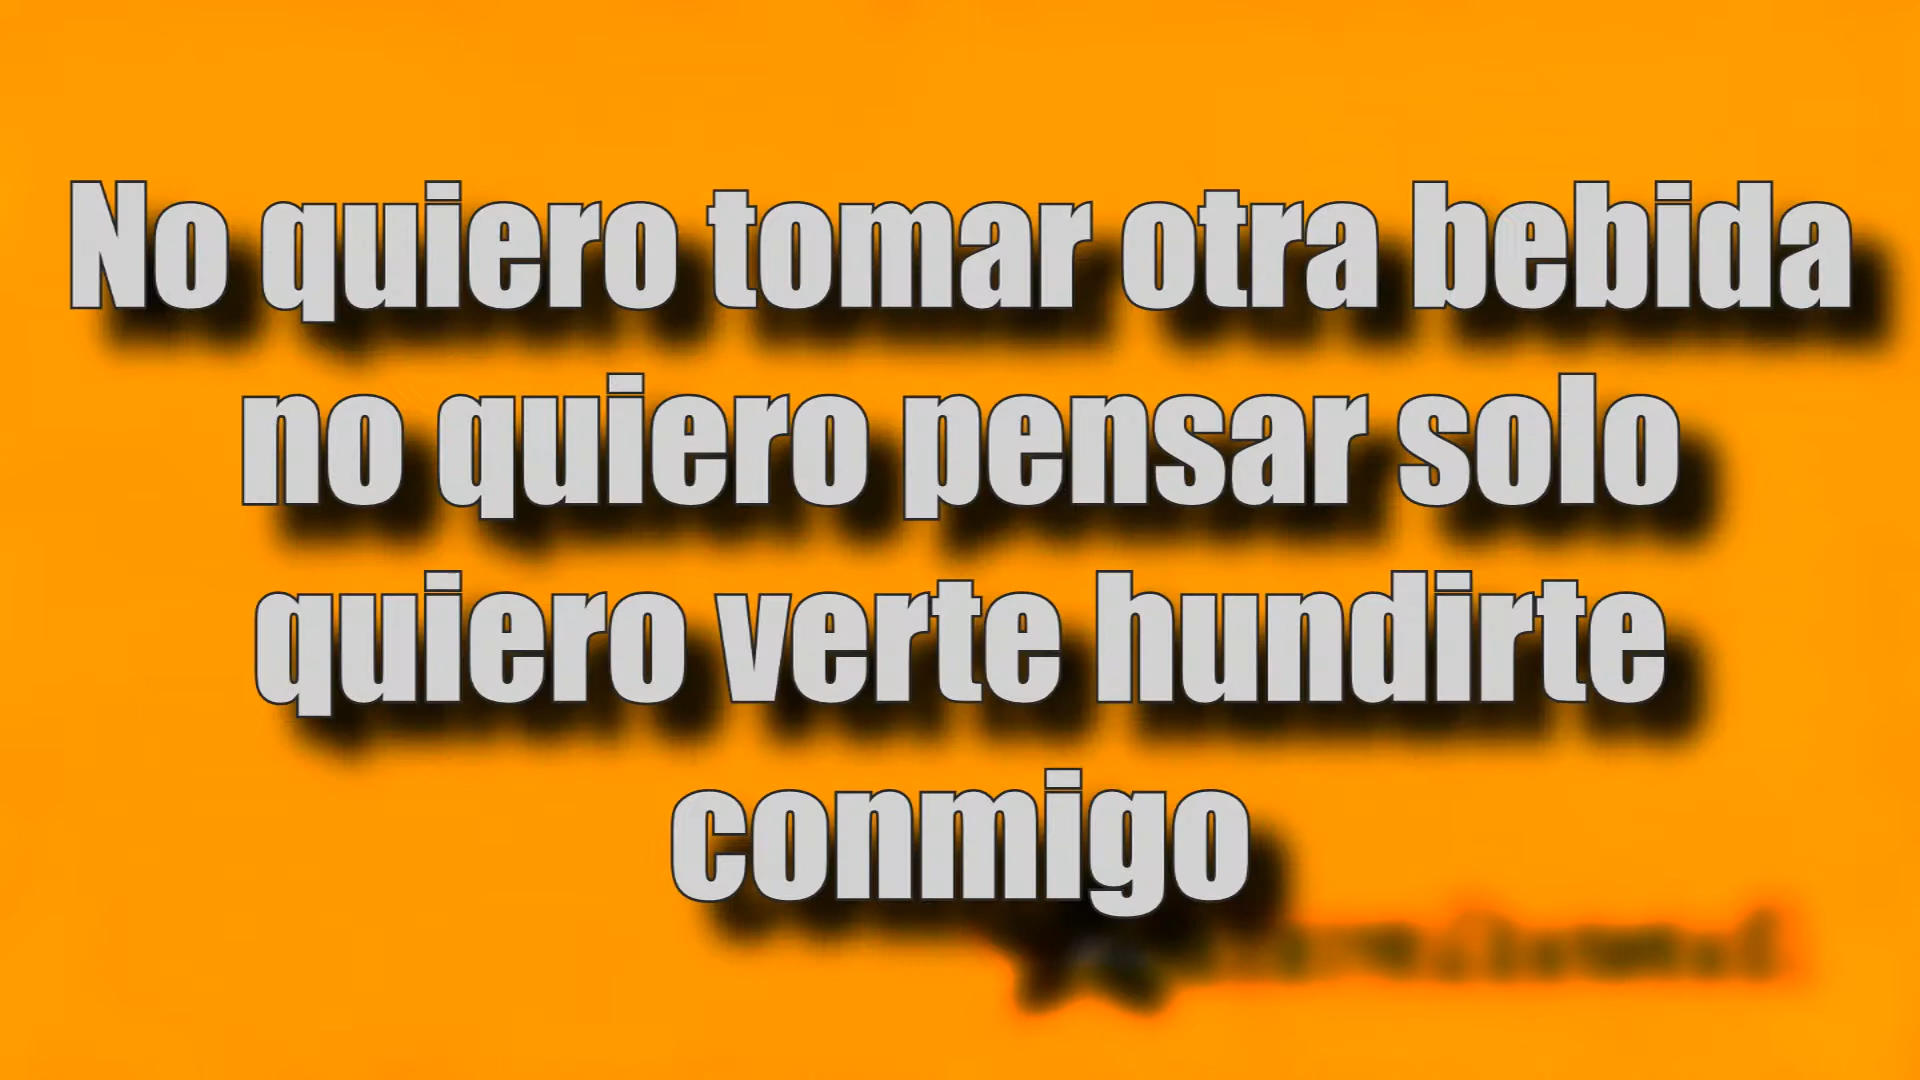 No quiero tomar otra bebida
no quiero pensar solo
quiero verte hundirte
conmigo